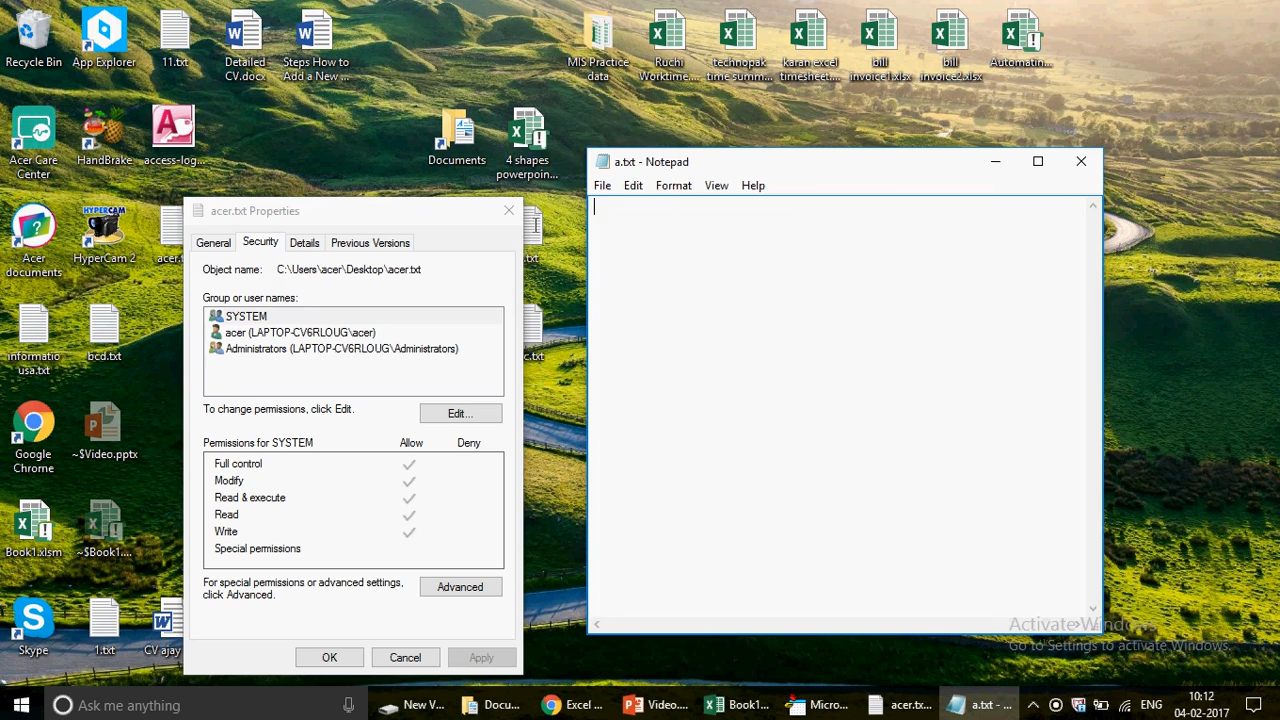 Recycle Bin
App Explorer
11.txt
Detailed
CV.docx
Steps How to
Add a New ...
MIS Practice
data
Ruchi
Worktime....
technopak
time summ...
karan excel
timesheet....
bill
invoice1.xlsx
bill
invoice2.xlsx
Automatin...
Acer Care
Center
HandBrake
access-log...
Documents
4 shapes
powerpoin...
a.txt - Notepad
File Edit Format View Help
acer.txt Properties
General Security Details Previous Versions
Object name: C:\Users\acer\Desktop\acer.txt
Group or user names:
SYSTEM
acer (LAPTOP-CV6RLOUG\acer)
Administrators (LAPTOP-CV6RLOUG\Administrators)
To change permissions, click Edit.
Edit...
Permissions for SYSTEM Allow Deny
Full control
Modify
Read & execute
Read
Write
Special permissions
For special permissions or advanced settings,
click Advanced.
Advanced
OK Cancel Apply
Acer
documents
HyperCam 2
HYPERCAM
informatio
usa.txt
bcd.txt
Google
Chrome
~$Video.pptx
Book1.xlsm
~$Book1....
Skype
1.txt
CV ajay
Activate Windows
Go to Settings to activate Windows.
Ask me anything
New V...
Docu...
Excel ...
Video....
Book1...
Micro...
acer.tx...
a.txt - ...
ENG
10:12
04-02-2017